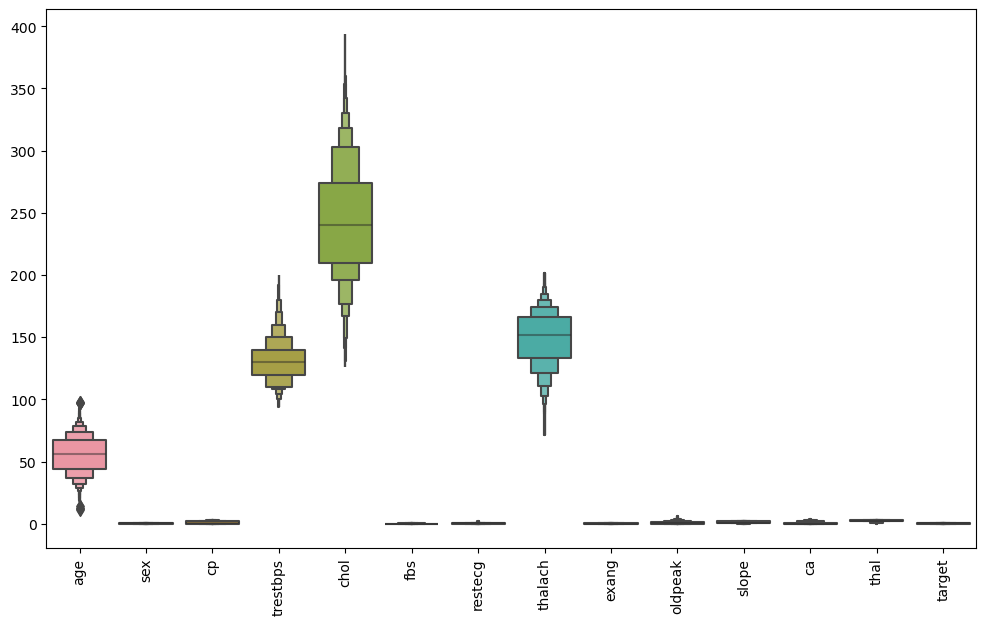 400
350
300
250
200
150
100
50
0
age
sex
cp
trestbps
chol
fbs
restecg
thalach
exang
oldpeak
slope
ca
thal
target